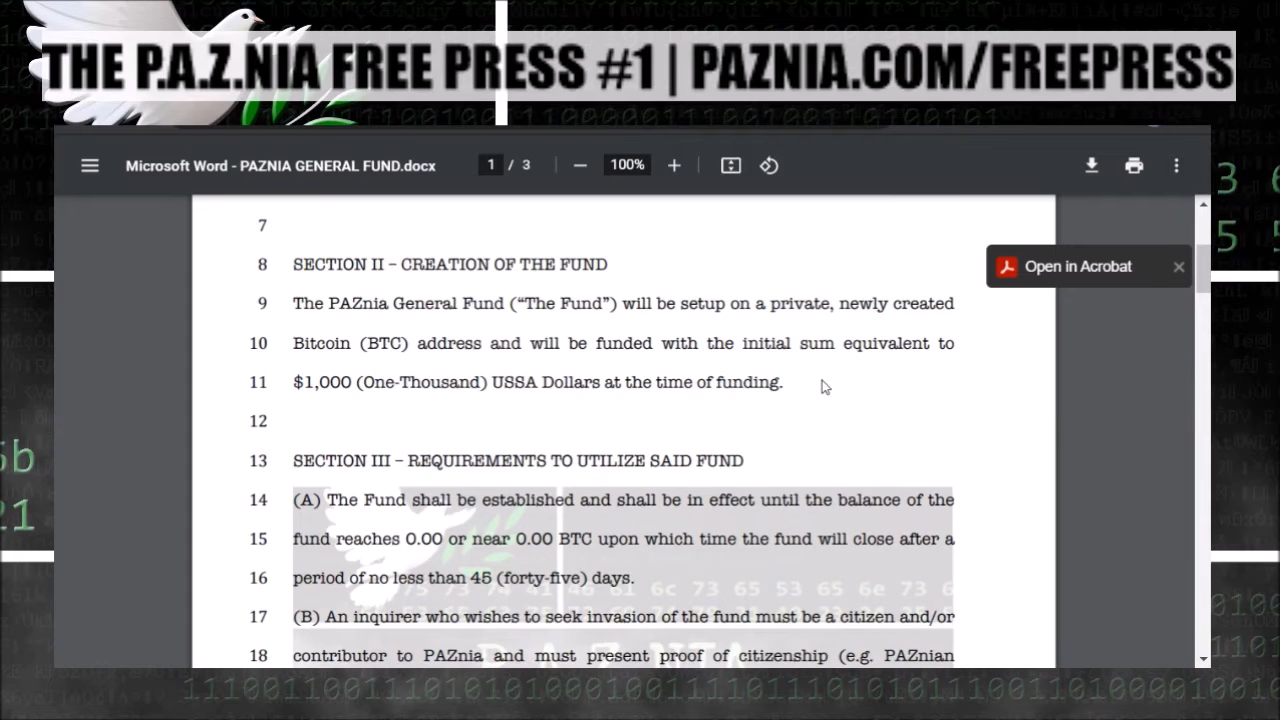 THE P.A.Z.NIA FREE PRESS #1 | PAZNIA.COM/FREEPRESS
Microsoft Word - PAZNIA GENERAL FUND.docx 1 / 3 — 100% +
Open in Acrobat ×
7
8 SECTION II – CREATION OF THE FUND
9 The PAZnia General Fund (“The Fund”) will be setup on a private, newly created
10 Bitcoin (BTC) address and will be funded with the initial sum equivalent to
11 $1,000 (One-Thousand) USSA Dollars at the time of funding.
12
13 SECTION III – REQUIREMENTS TO UTILIZE SAID FUND
14 (A) The Fund shall be established and shall be in effect until the balance of the
15 fund reaches 0.00 or near 0.00 BTC upon which time the fund will close after a
16 period of no less than 45 (forty-five) days.
17 (B) An inquirer who wishes to seek invasion of the fund must be a citizen and/or
18 contributor to PAZnia and must present proof of citizenship (e.g. PAZnian